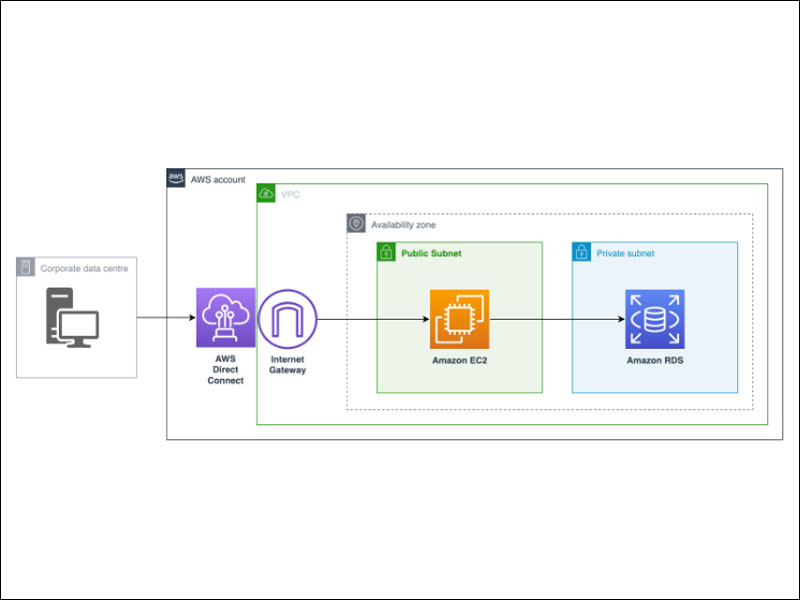 aws
AWS account
VPC
Availability zone
Public Subnet
Private subnet
Corporate data centre
AWS
Direct
Connect
Internet
Gateway
Amazon EC2
Amazon RDS